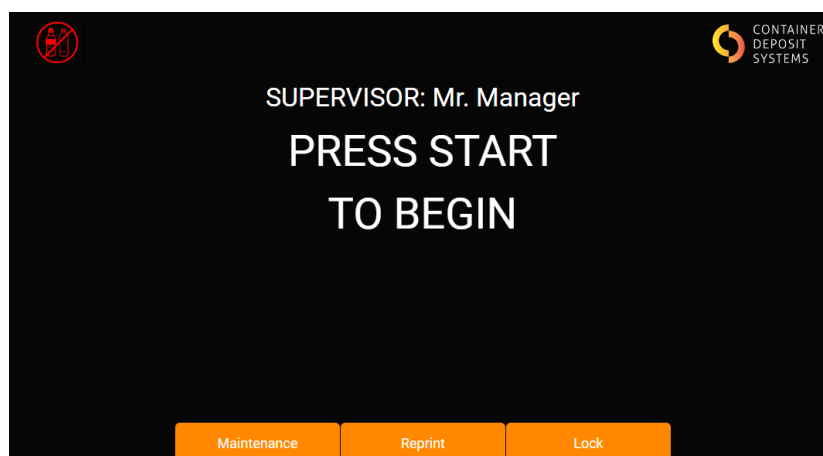 CONTAINER
DEPOSIT
SYSTEMS
SUPERVISOR: Mr. Manager
PRESS START
TO BEGIN
Maintenance
Reprint
Lock